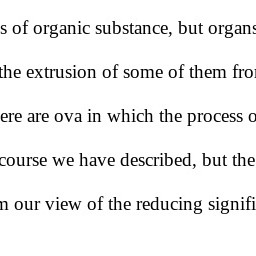 s of organic substance, but organs
the extrusion of some of them fro
ere are ova in which the process o
course we have described, but the
our view of the reducing signifi